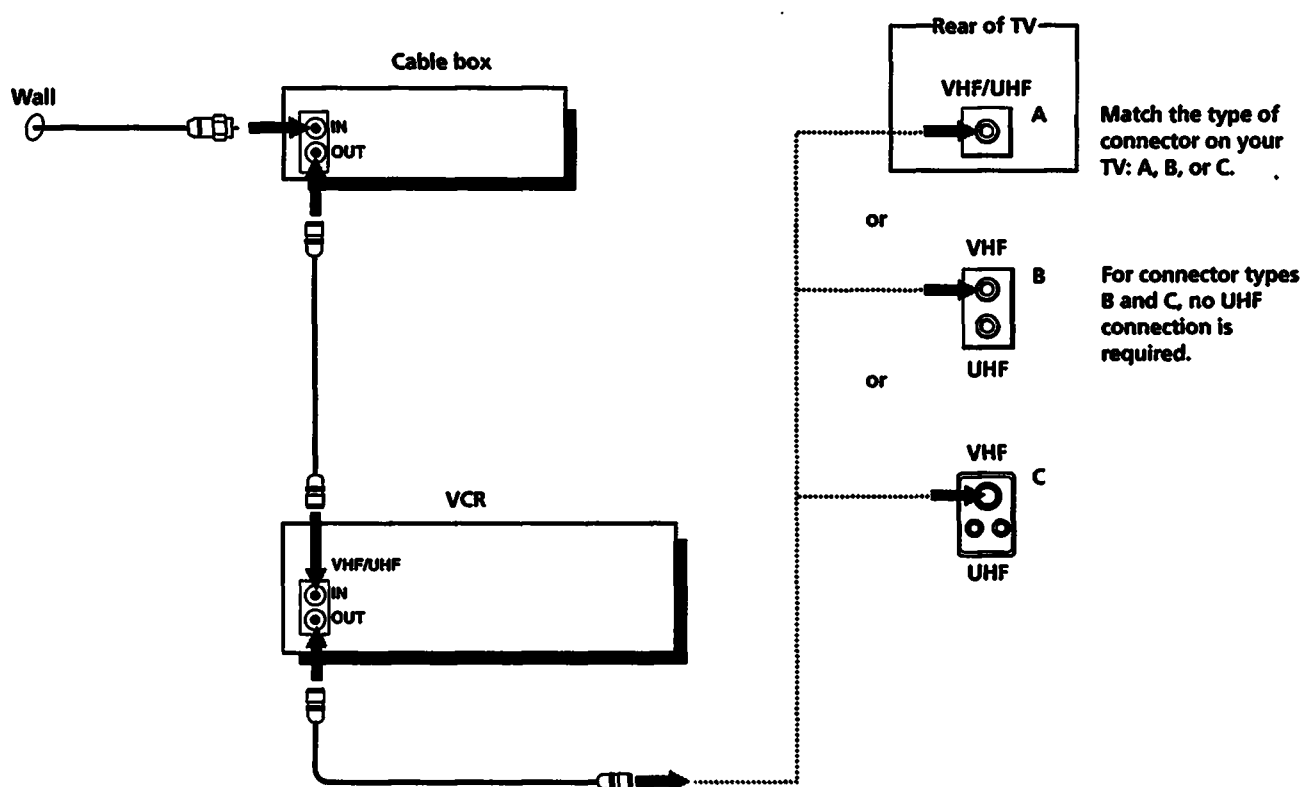 Wall
Cable box
IN
OUT
VCR
VHF/UHF
IN
OUT
Rear of TV
VHF/UHF
A
Match the type of
connector on your
TV: A, B, or C.
or
VHF
B
UHF
For connector types
B and C, no UHF
connection is
required.
or
VHF
C
UHF